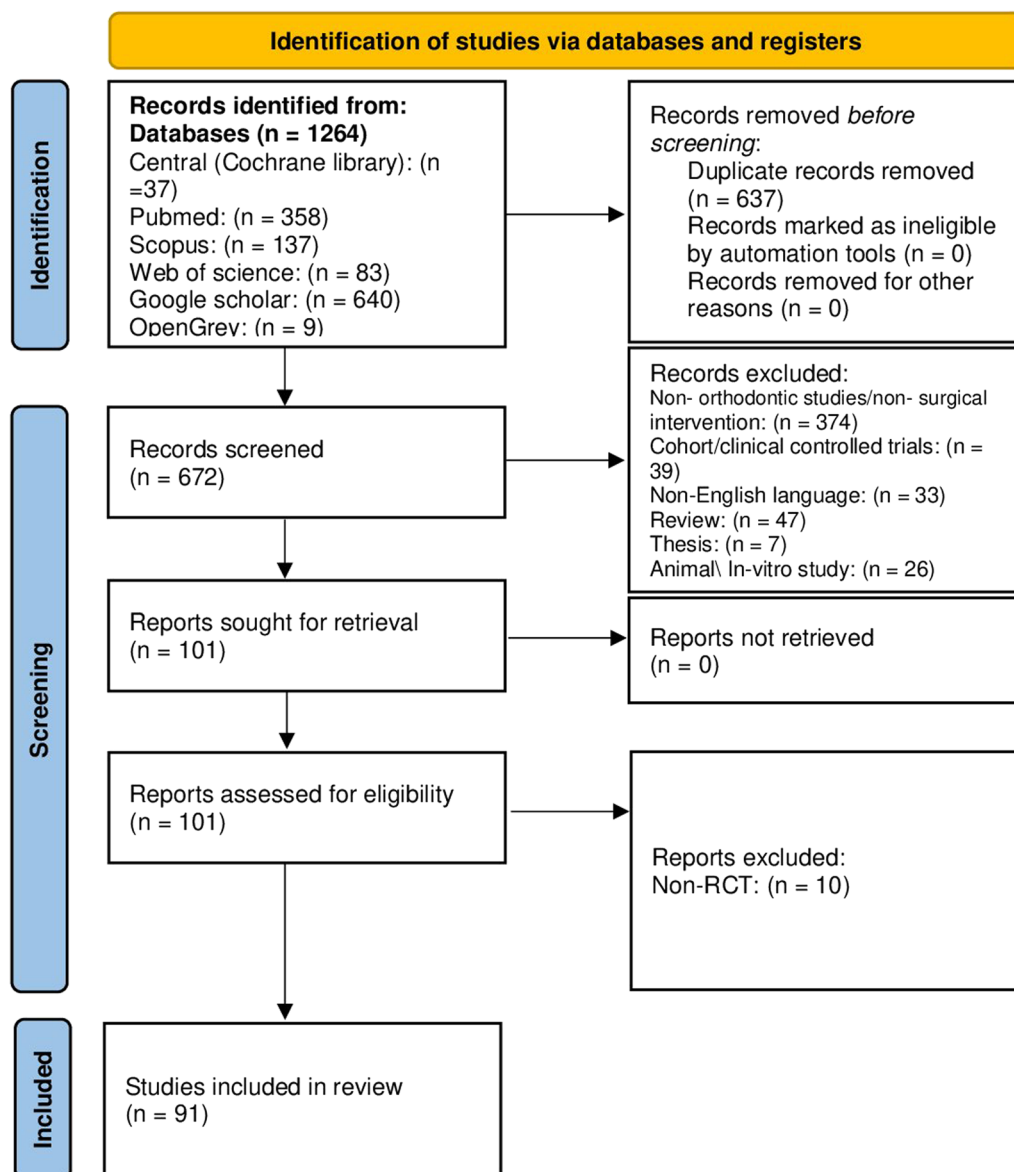 Identification of studies via databases and registers
Identification
Records identified from:
Databases (n = 1264)
Central (Cochrane library): (n
=37)
Pubmed: (n = 358)
Scopus: (n = 137)
Web of science: (n = 83)
Google scholar: (n = 640)
OpenGrey: (n = 9)
Records removed before
screening:
Duplicate records removed
(n = 637)
Records marked as ineligible
by automation tools (n = 0)
Records removed for other
reasons (n = 0)
Screening
Records screened
(n = 672)
Records excluded:
Non- orthodontic studies/non- surgical
intervention: (n = 374)
Cohort/clinical controlled trials: (n =
39)
Non-English language: (n = 33)
Review: (n = 47)
Thesis: (n = 7)
Animal\ In-vitro study: (n = 26)
Reports sought for retrieval
(n = 101)
Reports not retrieved
(n = 0)
Reports assessed for eligibility
(n = 101)
Reports excluded:
Non-RCT: (n = 10)
Included
Studies included in review
(n = 91)